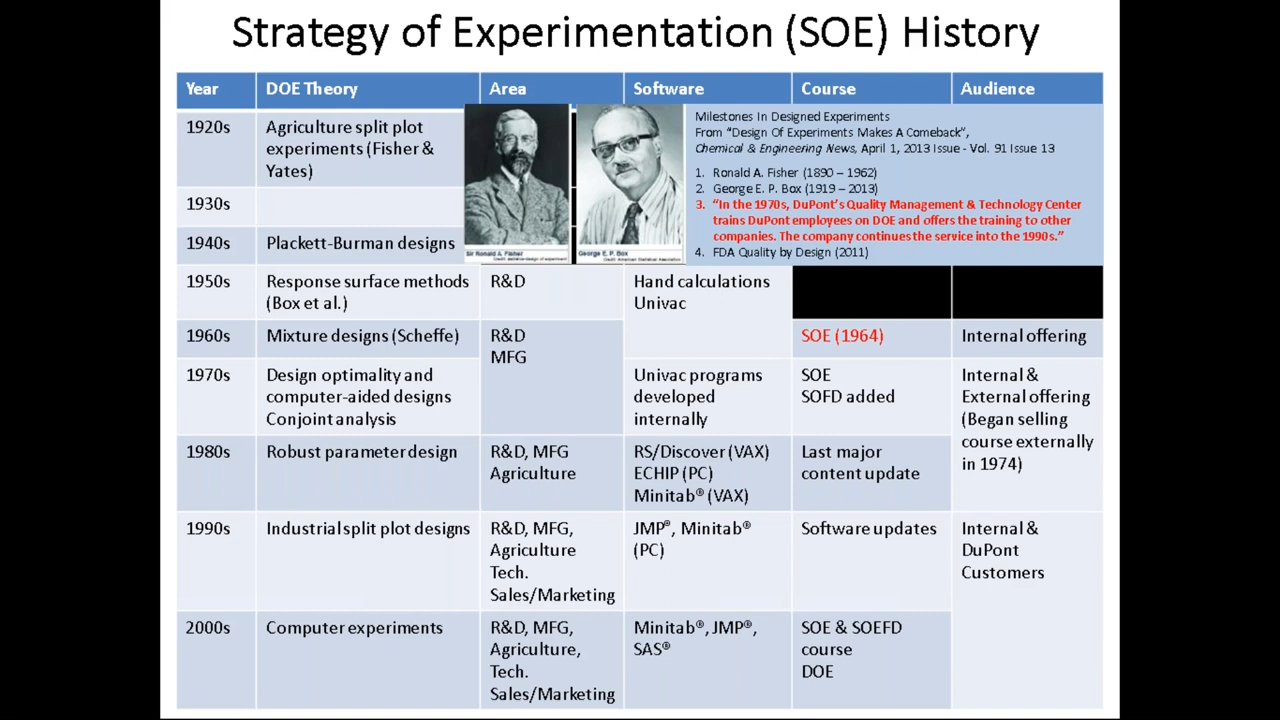 Strategy of Experimentation (SOE) History
Year
DOE Theory
Area
Software
Course
Audience
1920s
Agriculture split plot
experiments (Fisher &
Yates)
1930s
1940s
Plackett-Burman designs
Sir Ronald A. Fisher
George E. P. Box
Credit: American Statistical Association
Milestones In Designed Experiments
From “Design Of Experiments Makes A Comeback”,
Chemical & Engineering News, April 1, 2013 Issue - Vol. 91 Issue 13
1. Ronald A. Fisher (1890 – 1962)
2. George E. P. Box (1919 – 2013)
3. “In the 1970s, DuPont’s Quality Management & Technology Center
trains DuPont employees on DOE and offers the training to other
companies. The company continues the service into the 1990s.”
4. FDA Quality by Design (2011)
1950s
Response surface methods
(Box et al.)
R&D
Hand calculations
Univac
1960s
Mixture designs (Scheffe)
R&D
MFG
SOE (1964)
Internal offering
1970s
Design optimality and
computer-aided designs
Conjoint analysis
Univac programs
developed
internally
SOE
SOFD added
Internal &
External offering
(Began selling
course externally
in 1974)
1980s
Robust parameter design
R&D, MFG
Agriculture
RS/Discover (VAX)
ECHIP (PC)
Minitab® (VAX)
Last major
content update
1990s
Industrial split plot designs
R&D, MFG,
Agriculture
Tech.
Sales/Marketing
JMP®, Minitab®
(PC)
Software updates
Internal &
DuPont
Customers
2000s
Computer experiments
R&D, MFG,
Agriculture,
Tech.
Sales/Marketing
Minitab®, JMP®,
SAS®
SOE & SOEFD
course
DOE